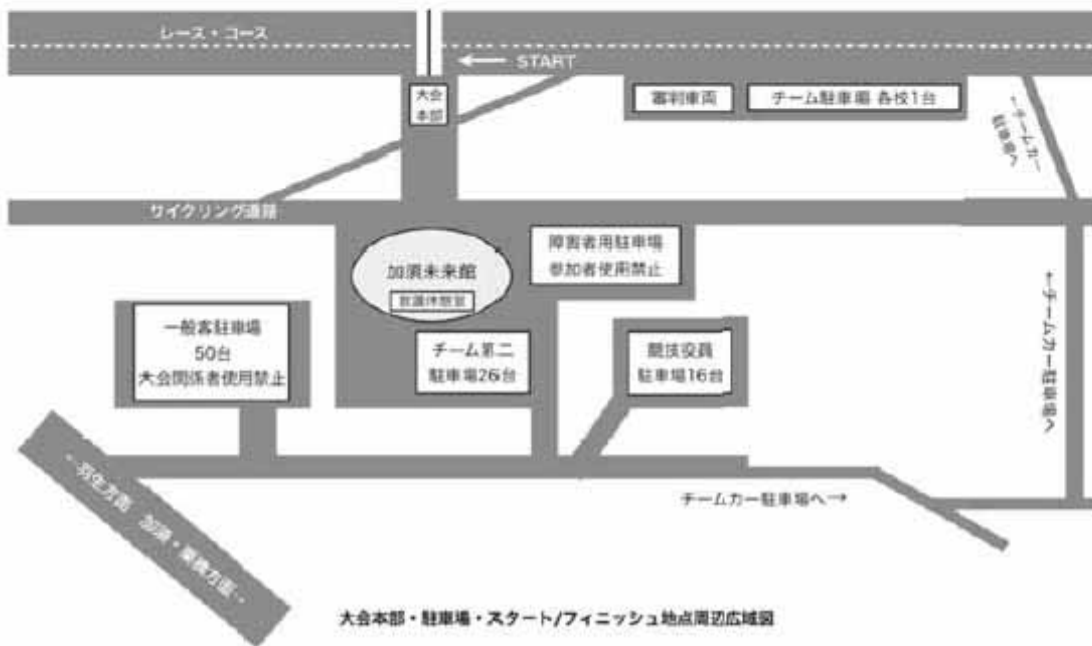 レース・コース
← START
大会
本部
審判車両
チーム駐車場 各校1台
←チームカー
駐車場へ
サイクリング道路
加須未来館
救護休憩室
障害者用駐車場
参加者使用禁止
一般客駐車場
50台
大会関係者使用禁止
チーム第二
駐車場26台
競技役員
駐車場16台
←チームカー駐車場へ
チームカー駐車場へ→
←羽生方面 加須・栗橋方面→
大会本部・駐車場・スタート/フィニッシュ地点周辺広域図